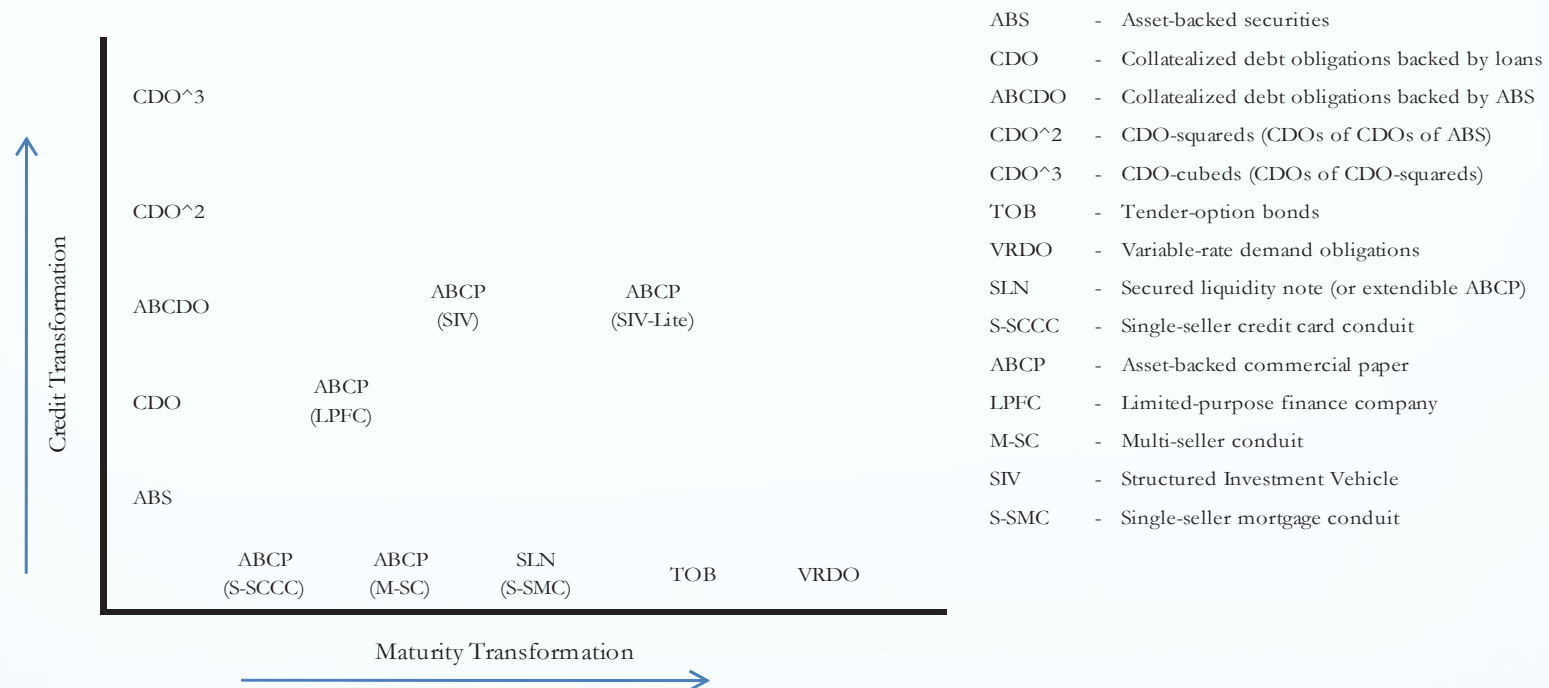 CDO^3
CDO^2
ABCDO
ABCP
(SIV)
ABCP
(SIV-Lite)
CDO
ABCP
(LPFC)
ABS
ABCP
(S-SCCC)
ABCP
(M-SC)
SLN
(S-SMC)
TOB
VRDO
Credit Transformation
Maturity Transformation
ABS - Asset-backed securities
CDO - Collatealized debt obligations backed by loans
ABCDO - Collatealized debt obligations backed by ABS
CDO^2 - CDO-squareds (CDOs of CDOs of ABS)
CDO^3 - CDO-cubeds (CDOs of CDO-squareds)
TOB - Tender-option bonds
VRDO - Variable-rate demand obligations
SLN - Secured liquidity note (or extendible ABCP)
S-SCCC - Single-seller credit card conduit
ABCP - Asset-backed commercial paper
LPFC - Limited-purpose finance company
M-SC - Multi-seller conduit
SIV - Structured Investment Vehicle
S-SMC - Single-seller mortgage conduit